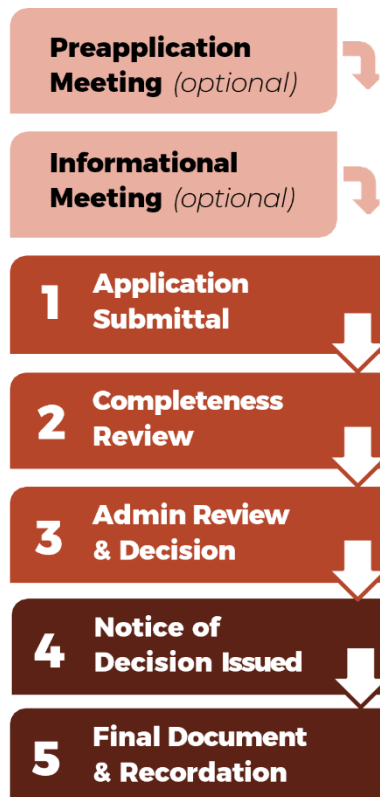 Preapplication
Meeting (optional)
Informational
Meeting (optional)
1 Application
Submittal
2 Completeness
Review
3 Admin Review
& Decision
4 Notice of
Decision Issued
5 Final Document
& Recordation